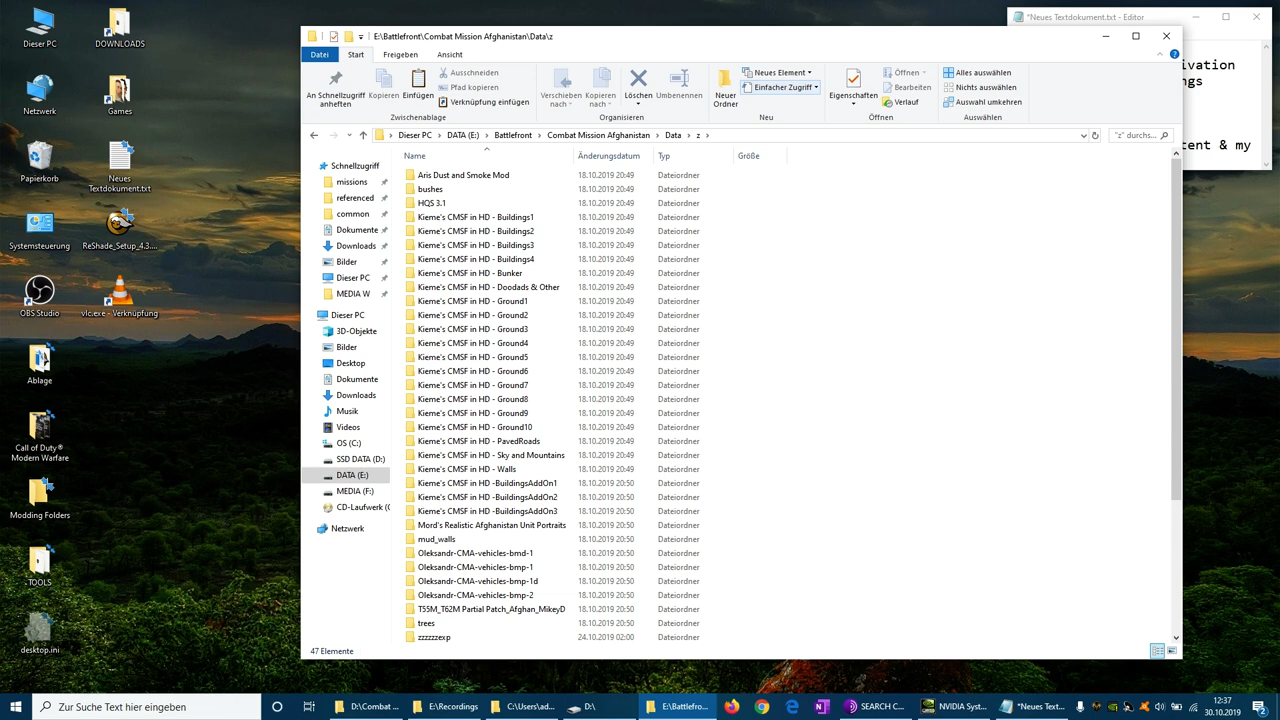 *Neues Textdokument.txt - Editor
ivation
gs
tent & my
E:\Battlefront\Combat Mission Afghanistan\Data\z
Datei
Start
Freigeben
Ansicht
An Schnellzugriff anheften
Kopieren
Einfügen
Ausschneiden
Pfad kopieren
Verknüpfung einfügen
Zwischenablage
Verschieben nach
Kopieren nach
Löschen
Umbenennen
Organisieren
Neuer Ordner
Neues Element
Einfacher Zugriff
Neu
Eigenschaften
Öffnen
Bearbeiten
Verlauf
Öffnen
Alles auswählen
Nichts auswählen
Auswahl umkehren
Auswählen
Dieser PC > DATA (E:) > Battlefront > Combat Mission Afghanistan > Data > z >
"z" durchs...
Schnellzugriff
missions
referenced
common
Dokumente
Downloads
Bilder
Dieser PC
MEDIA W
Dieser PC
3D-Objekte
Bilder
Desktop
Dokumente
Downloads
Musik
Videos
OS (C:)
SSD DATA (D:)
DATA (E:)
MEDIA (F:)
CD-Laufwerk (
Netzwerk
Name Änderungsdatum Typ Größe
Aris Dust and Smoke Mod 18.10.2019 20:49 Dateiordner
bushes 18.10.2019 20:49 Dateiordner
HQS 3.1 18.10.2019 20:49 Dateiordner
Kieme's CMSF in HD - Buildings1 18.10.2019 20:49 Dateiordner
Kieme's CMSF in HD - Buildings2 18.10.2019 20:49 Dateiordner
Kieme's CMSF in HD - Buildings3 18.10.2019 20:49 Dateiordner
Kieme's CMSF in HD - Buildings4 18.10.2019 20:49 Dateiordner
Kieme's CMSF in HD - Bunker 18.10.2019 20:49 Dateiordner
Kieme's CMSF in HD - Doodads & Other 18.10.2019 20:49 Dateiordner
Kieme's CMSF in HD - Ground1 18.10.2019 20:49 Dateiordner
Kieme's CMSF in HD - Ground2 18.10.2019 20:49 Dateiordner
Kieme's CMSF in HD - Ground3 18.10.2019 20:49 Dateiordner
Kieme's CMSF in HD - Ground4 18.10.2019 20:49 Dateiordner
Kieme's CMSF in HD - Ground5 18.10.2019 20:49 Dateiordner
Kieme's CMSF in HD - Ground6 18.10.2019 20:49 Dateiordner
Kieme's CMSF in HD - Ground7 18.10.2019 20:49 Dateiordner
Kieme's CMSF in HD - Ground8 18.10.2019 20:49 Dateiordner
Kieme's CMSF in HD - Ground9 18.10.2019 20:49 Dateiordner
Kieme's CMSF in HD - Ground10 18.10.2019 20:49 Dateiordner
Kieme's CMSF in HD - PavedRoads 18.10.2019 20:49 Dateiordner
Kieme's CMSF in HD - Sky and Mountains 18.10.2019 20:49 Dateiordner
Kieme's CMSF in HD - Walls 18.10.2019 20:49 Dateiordner
Kieme's CMSF in HD -BuildingsAddOn1 18.10.2019 20:50 Dateiordner
Kieme's CMSF in HD -BuildingsAddOn2 18.10.2019 20:50 Dateiordner
Kieme's CMSF in HD -BuildingsAddOn3 18.10.2019 20:50 Dateiordner
Mord's Realistic Afghanistan Unit Portraits 18.10.2019 20:50 Dateiordner
mud_walls 18.10.2019 20:50 Dateiordner
Oleksandr-CMA-vehicles-bmd-1 18.10.2019 20:50 Dateiordner
Oleksandr-CMA-vehicles-bmp-1 18.10.2019 20:50 Dateiordner
Oleksandr-CMA-vehicles-bmp-1d 18.10.2019 20:50 Dateiordner
Oleksandr-CMA-vehicles-bmp-2 18.10.2019 20:50 Dateiordner
T55M_T62M Partial Patch_Afghan_MikeyD 18.10.2019 20:50 Dateiordner
trees 18.10.2019 20:50 Dateiordner
zzzzzzexp 24.10.2019 02:00 Dateiordner
47 Elemente
Dieser PC
DOWNLOADS
Netzwerk
Games
Papierkorb
Neues
Textdokument.txt
Systemsteuerung
ReShade_Setup_4.3....
OBS Studio
vlc.exe - Verknüpfung
Ablage
Call of Duty®
Modern Warfare
Modding Folders
TOOLS
desktop.ini
Zur Suche Text hier eingeben
D:\Combat ...
E:\Recordings
C:\Users\ad...
D:\
E:\Battlefro...
SEARCH C...
NVIDIA Sys...
*Neues Text...
12:37
30.10.2019
2